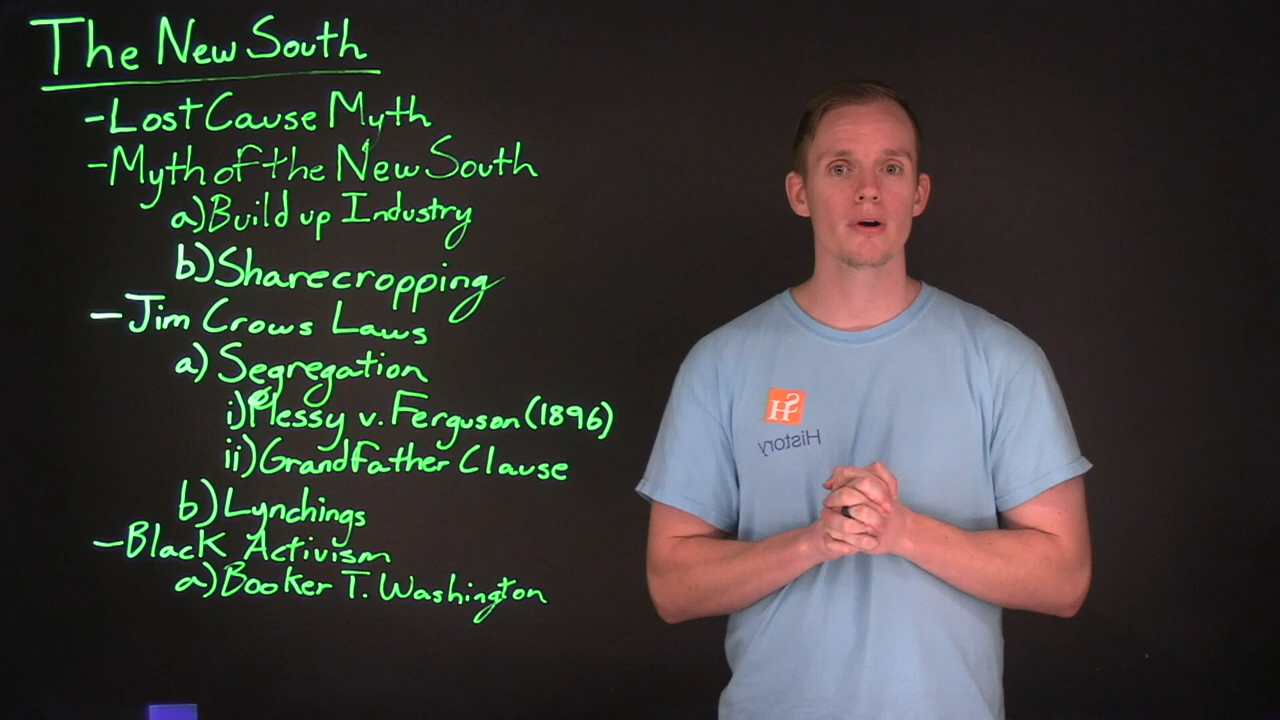 The New South
- Lost Cause Myth
- Myth of the New South
a) Build up Industry
b) Sharecropping
- Jim Crows Laws
a) Segregation
i) Plessy v. Ferguson (1896)
ii) Grandfather Clause
b) Lynchings
- Black Activism
a) Booker T. Washington
HS
History